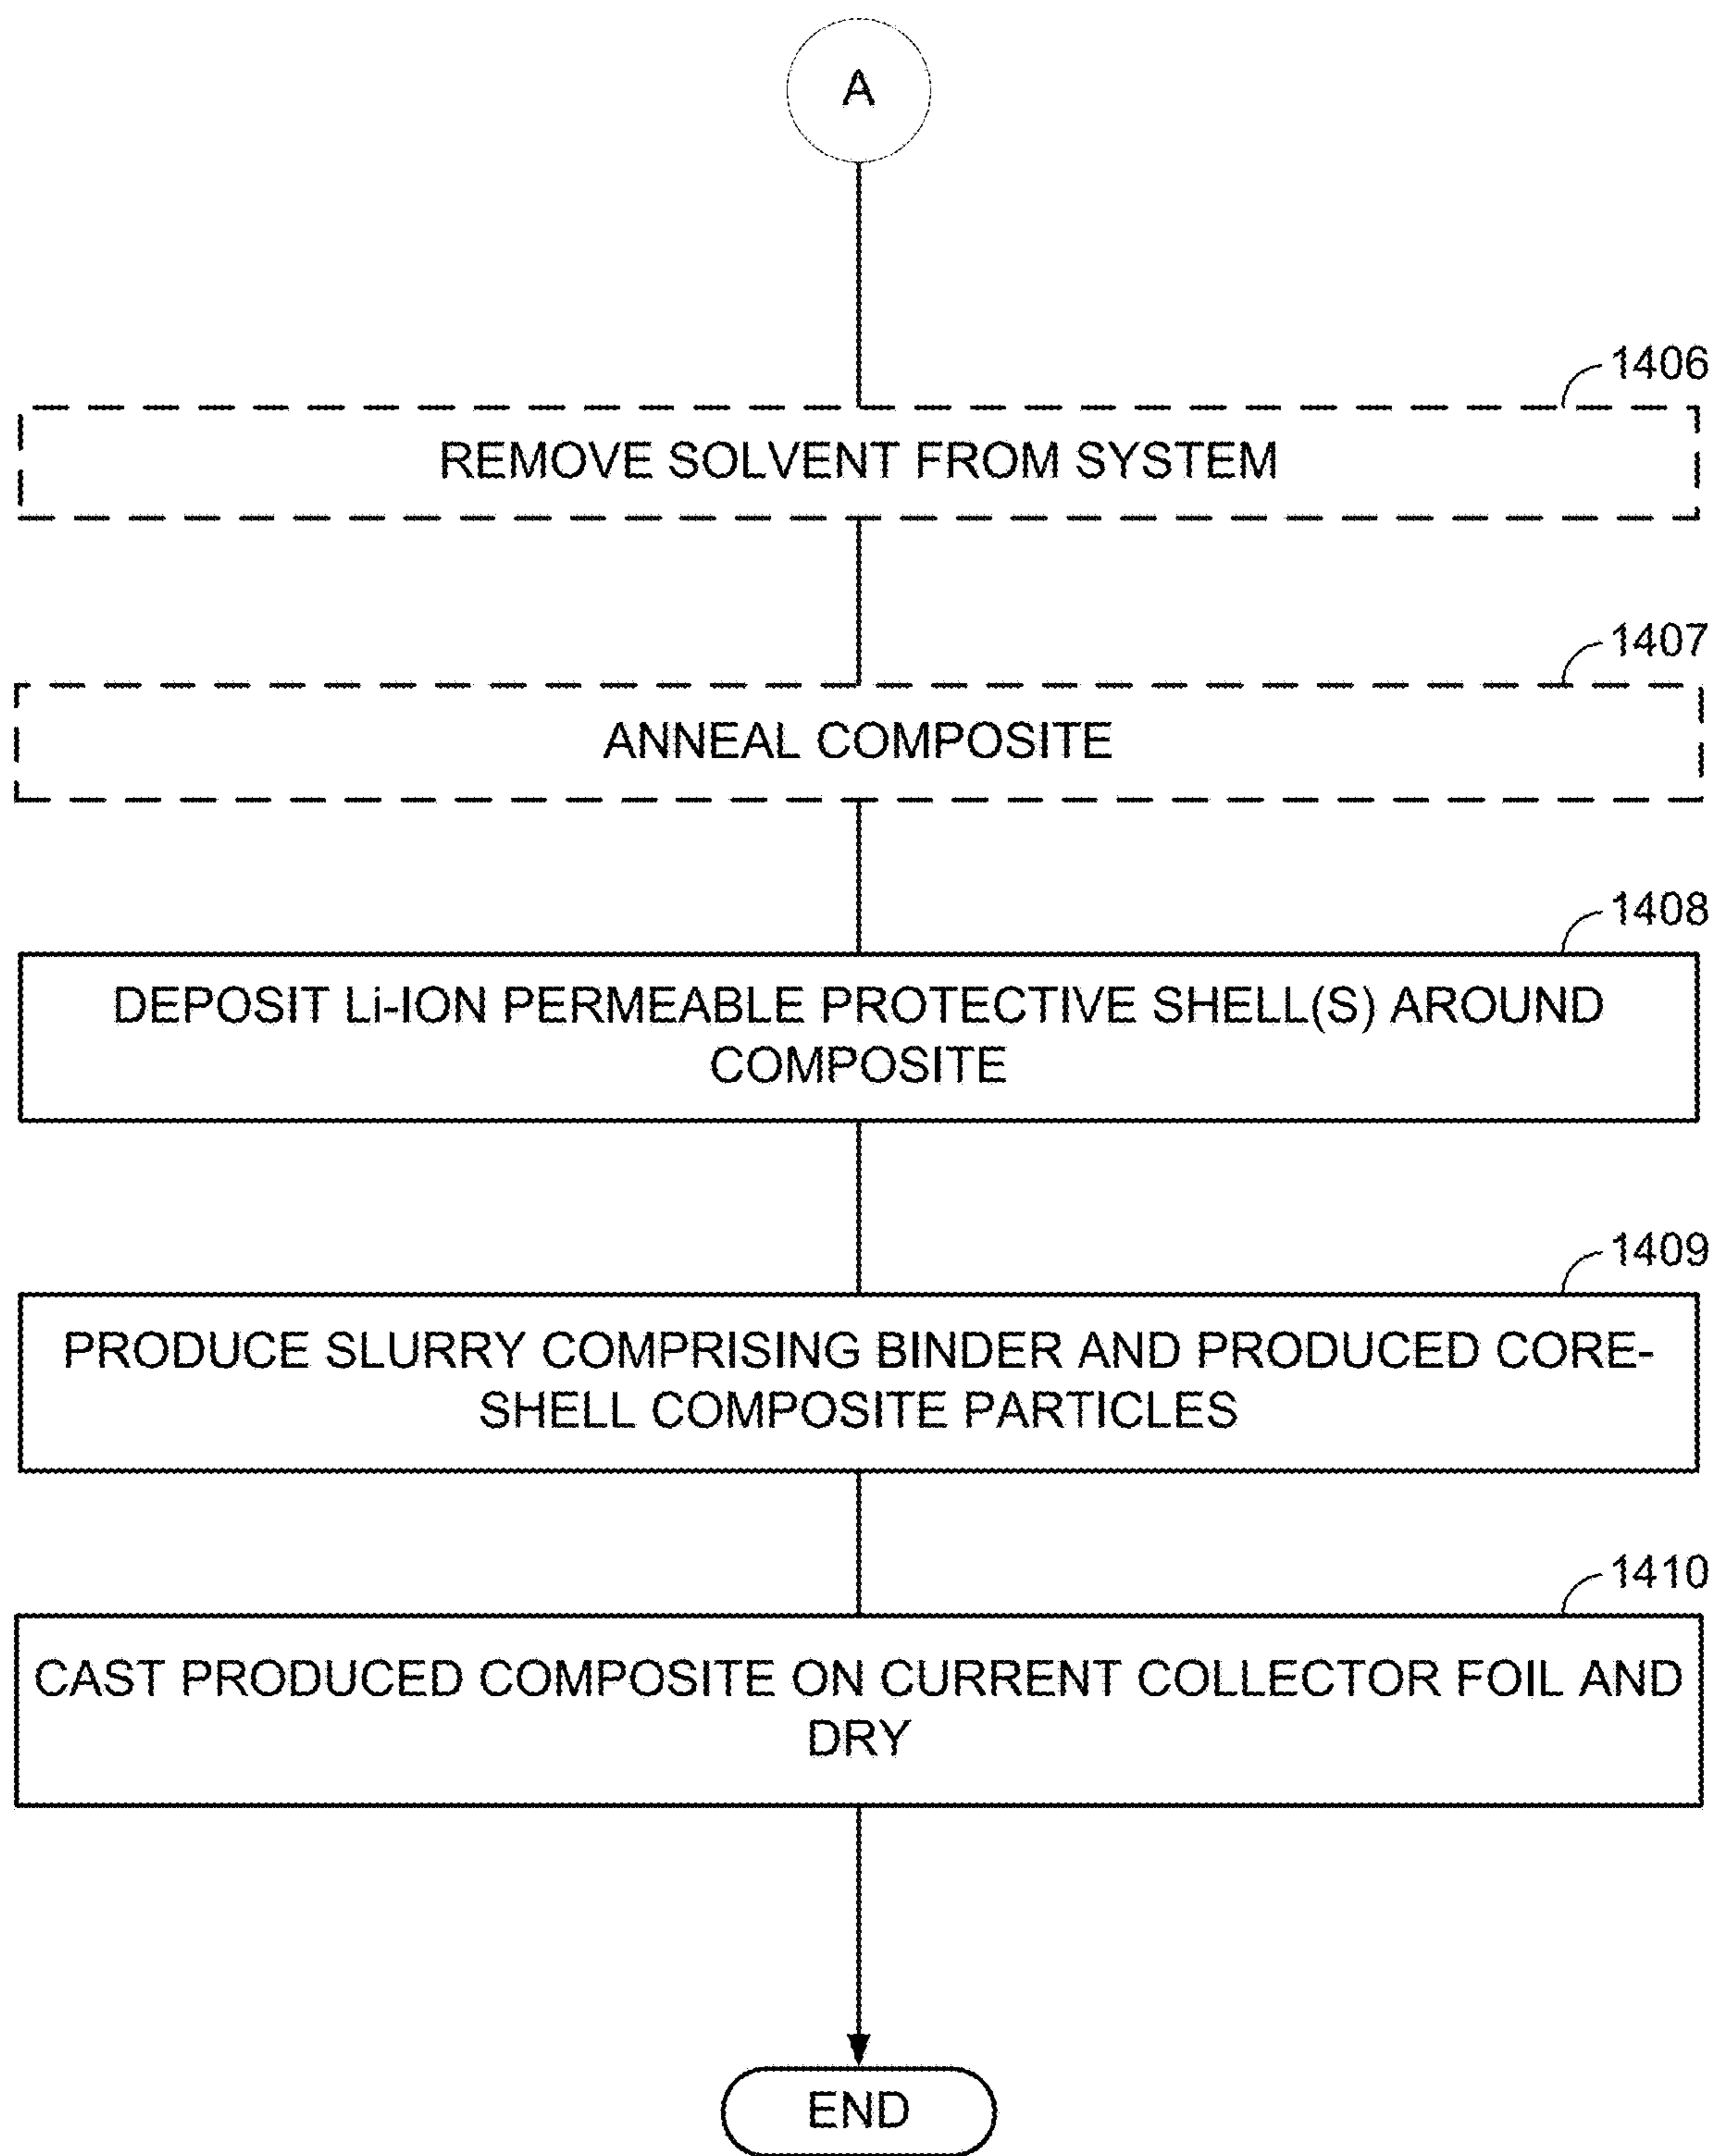 A
1406
REMOVE SOLVENT FROM SYSTEM
1407
ANNEAL COMPOSITE
1408
DEPOSIT Li-ION PERMEABLE PROTECTIVE SHELL(S) AROUND
COMPOSITE
1409
PRODUCE SLURRY COMPRISING BINDER AND PRODUCED CORE-
SHELL COMPOSITE PARTICLES
1410
CAST PRODUCED COMPOSITE ON CURRENT COLLECTOR FOIL AND
DRY
END